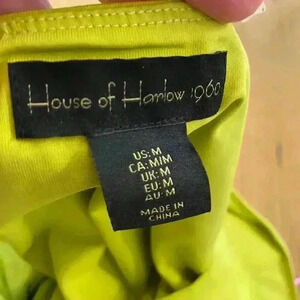 House of Harlow 1960
US: M
CA: M/M
UK: M
EU: M
AU: M
MADE IN
CHINA